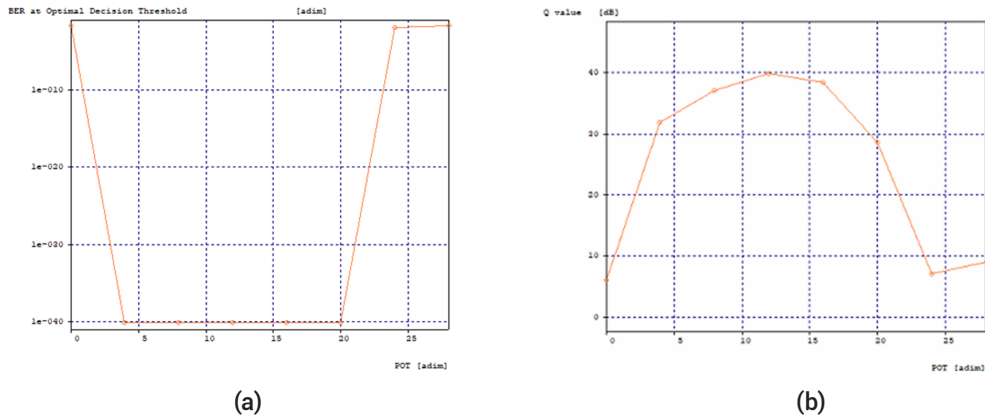 BER at Optimal Decision Threshold [adim]
1e-010
1e-020
1e-030
1e-040
0 5 10 15 20 25
POT [adim]
(a)
Q value [dB]
40
30
20
10
0
0 5 10 15 20 25
POT [adim]
(b)